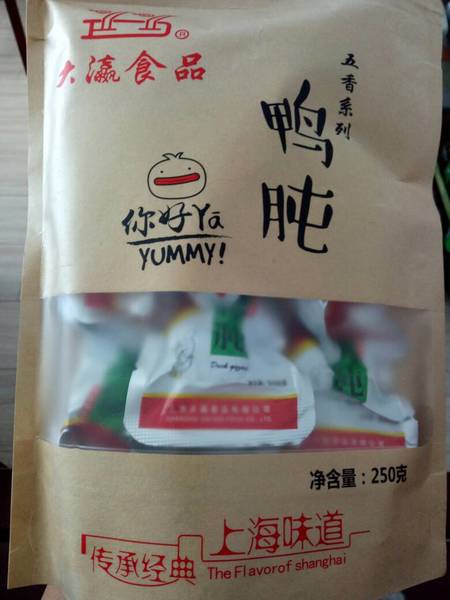 ®
大瀛食品
五香系列
鸭肫
你好Ya
YUMMY!
Duck gizzard
净含量：250克
上海味道
传承经典
The Flavorof shanghai